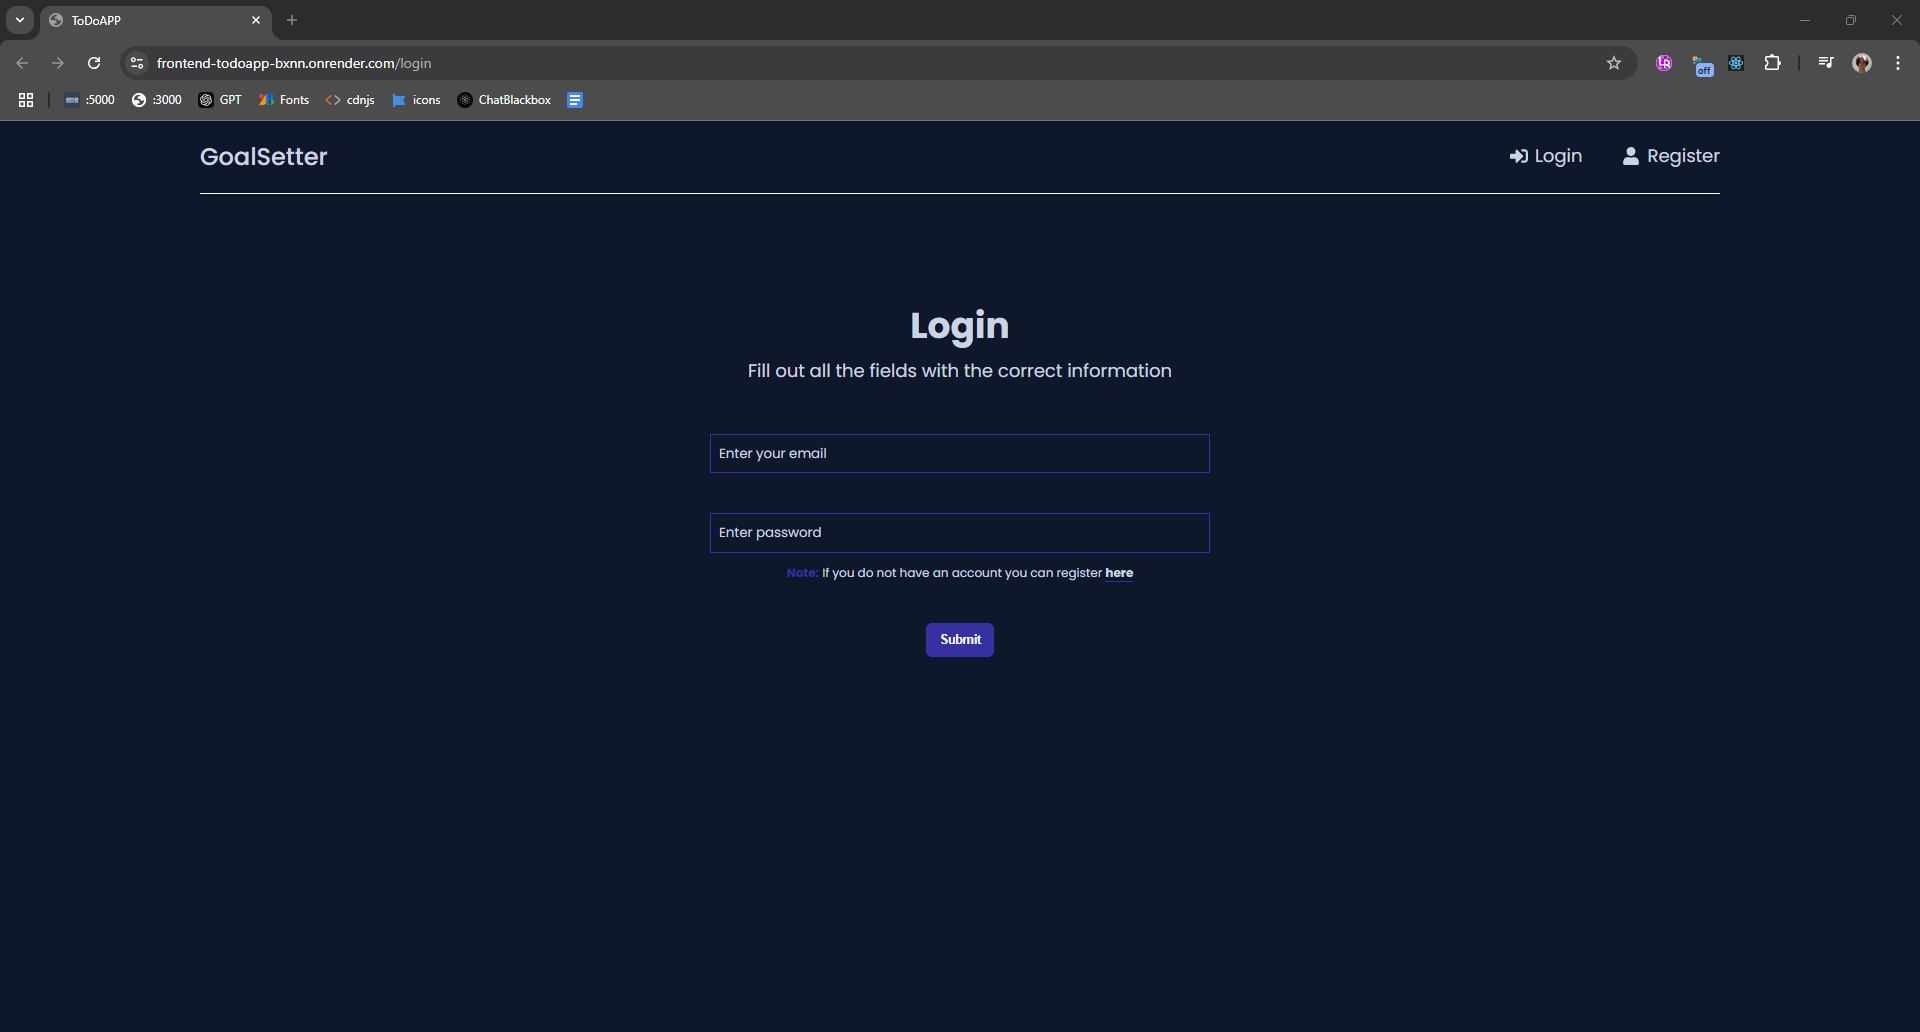 ToDoAPP
frontend-todoapp-bxnn.onrender.com/login
off
:5000 :3000 GPT Fonts cdnjs icons ChatBlackbox
GoalSetter Login Register
Login
Fill out all the fields with the correct information
Enter your email
Enter password
Note: If you do not have an account you can register here
Submit